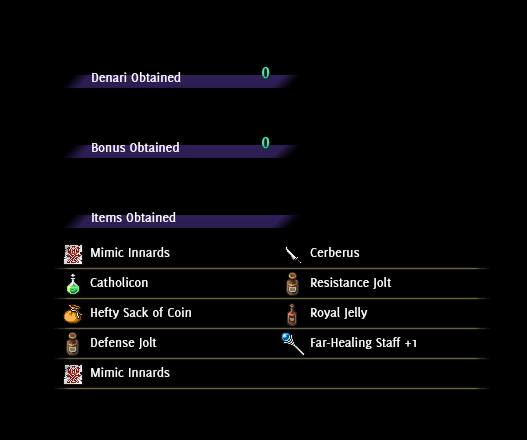 Denari Obtained 0
Bonus Obtained 0
Items Obtained
Mimic Innards Cerberus
Catholicon Resistance Jolt
Hefty Sack of Coin Royal Jelly
Defense Jolt Far-Healing Staff +1
Mimic Innards